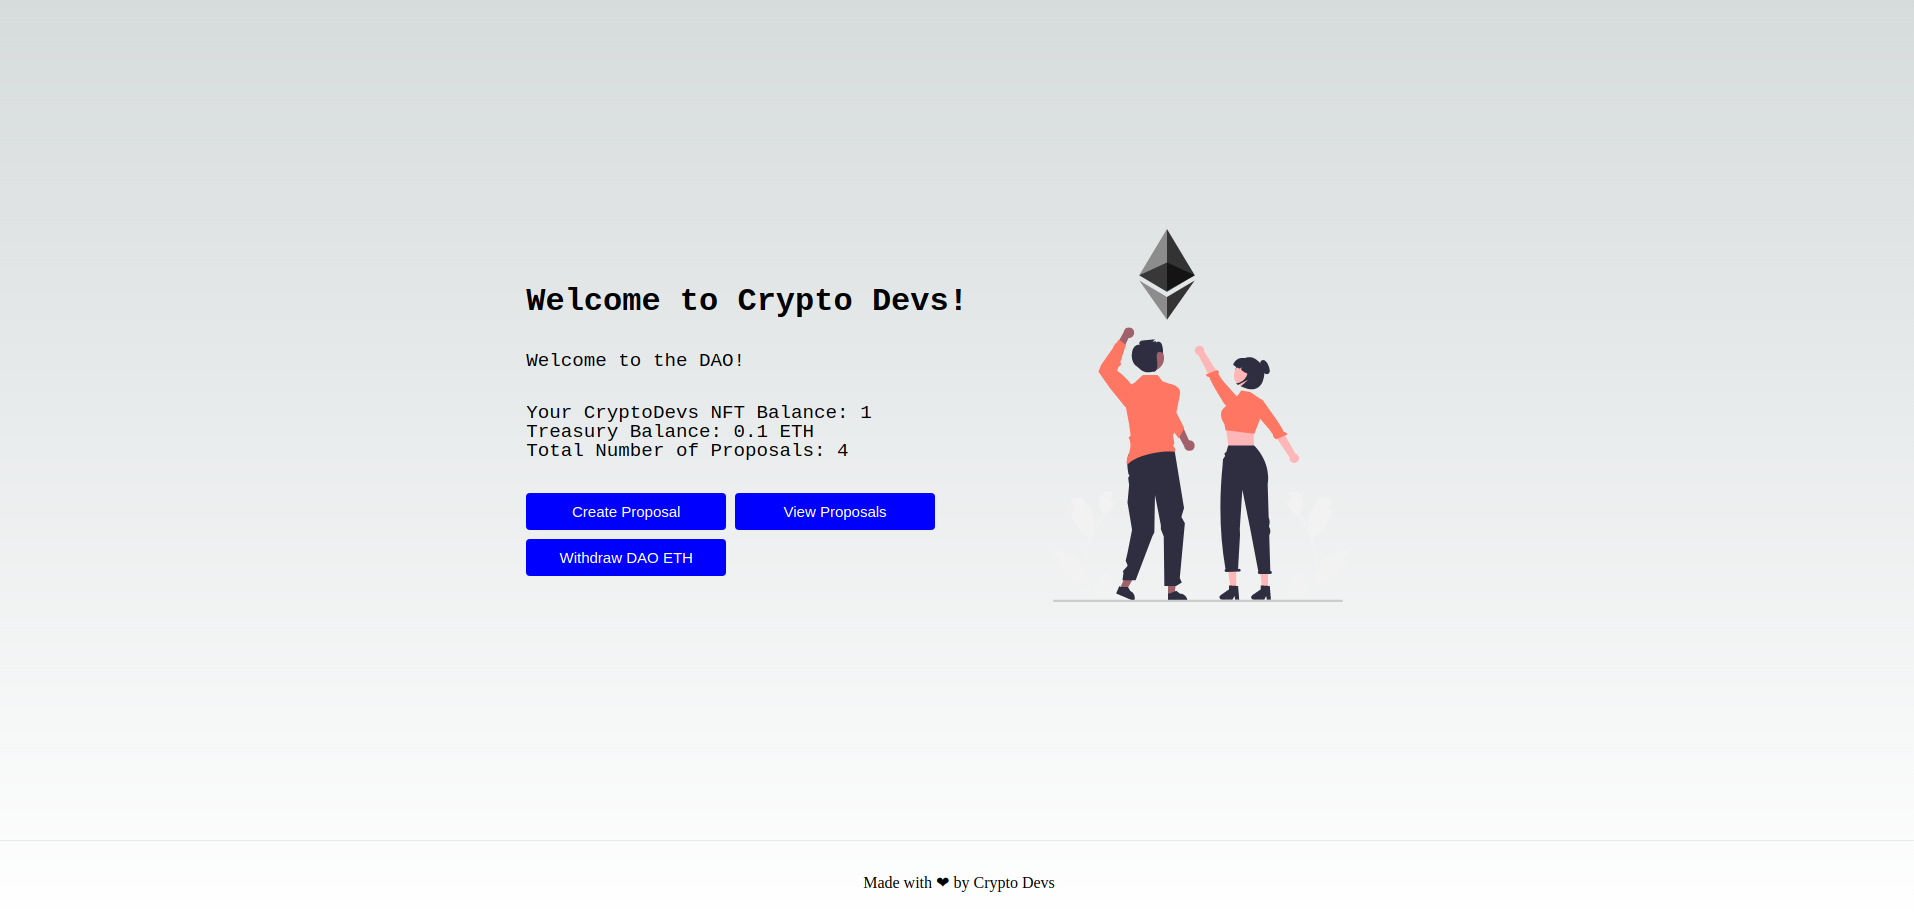 Welcome to Crypto Devs!
Welcome to the DAO!
Your CryptoDevs NFT Balance: 1
Treasury Balance: 0.1 ETH
Total Number of Proposals: 4
Create Proposal
View Proposals
Withdraw DAO ETH
Made with ❤ by Crypto Devs